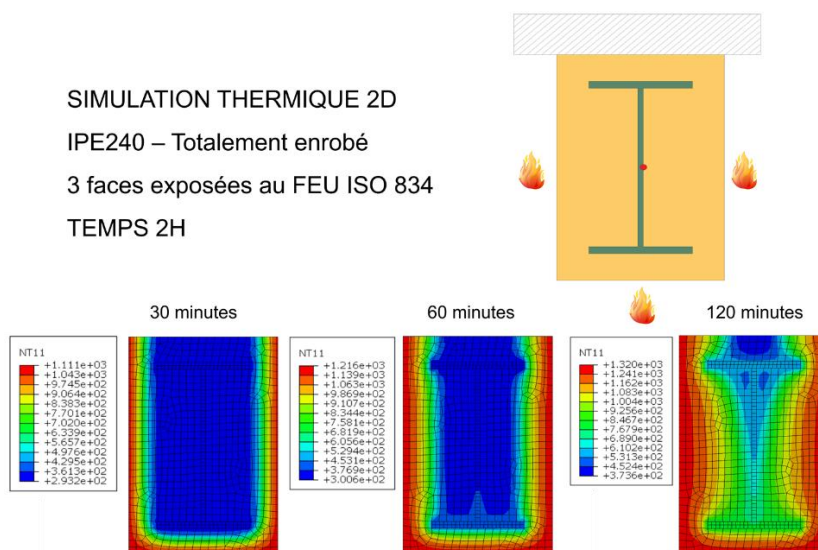 SIMULATION THERMIQUE 2D
IPE240 – Totalement enrobé
3 faces exposées au FEU ISO 834
TEMPS 2H
30 minutes
60 minutes
120 minutes
NT11
+1.111e+03
+1.043e+03
+9.745e+02
+9.064e+02
+8.383e+02
+7.701e+02
+7.020e+02
+6.339e+02
+5.657e+02
+4.976e+02
+4.295e+02
+3.613e+02
+2.932e+02
NT11
+1.216e+03
+1.139e+03
+1.063e+03
+9.869e+02
+9.107e+02
+8.344e+02
+7.581e+02
+6.819e+02
+6.056e+02
+5.294e+02
+4.531e+02
+3.769e+02
+3.006e+02
NT11
+1.320e+03
+1.241e+03
+1.162e+03
+1.083e+03
+1.004e+03
+9.256e+02
+8.467e+02
+7.679e+02
+6.890e+02
+6.102e+02
+5.313e+02
+4.524e+02
+3.736e+02